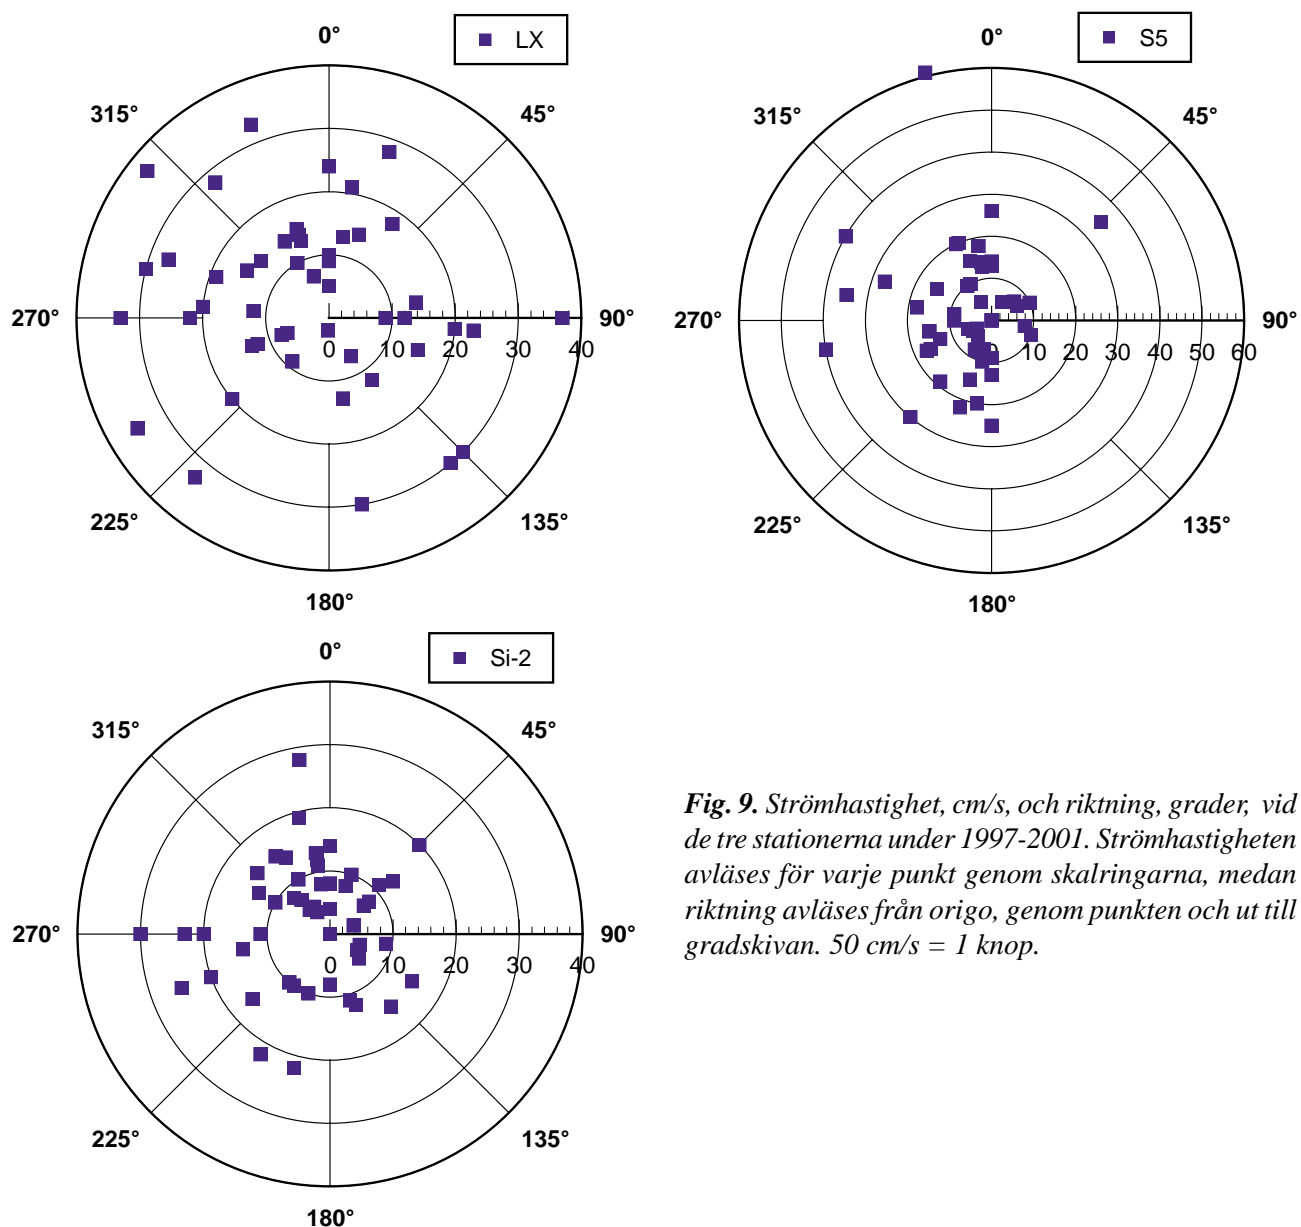 LX
0°
315° 45°
270° 90°
0 10 20 30 40
225° 135°
180°
S5
0°
315° 45°
270° 90°
0 10 20 30 40 50 60
225° 135°
180°
Si-2
0°
315° 45°
270° 90°
0 10 20 30 40
225° 135°
180°
Fig. 9. Strömhastighet, cm/s, och riktning, grader, vid
de tre stationerna under 1997-2001. Strömhastigheten
avläses för varje punkt genom skalringarna, medan
riktning avläses från origo, genom punkten och ut till
gradskivan. 50 cm/s = 1 knop.